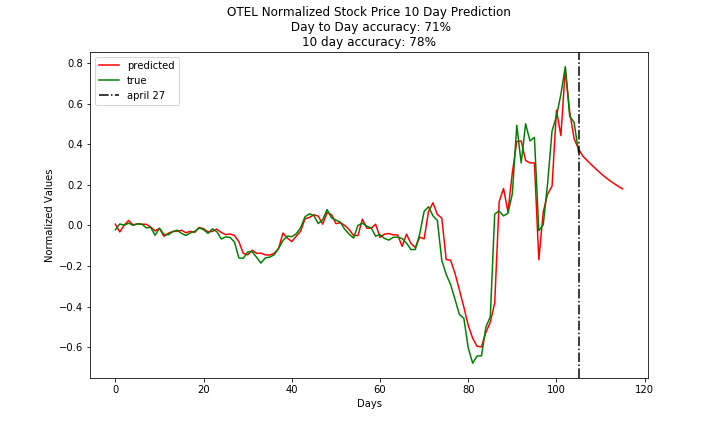 OTEL Normalized Stock Price 10 Day Prediction
Day to Day accuracy: 71%
10 day accuracy: 78%
predicted
true
april 27
Normalized Values
0.8
0.6
0.4
0.2
0.0
−0.2
−0.4
−0.6
0 20 40 60 80 100 120
Days